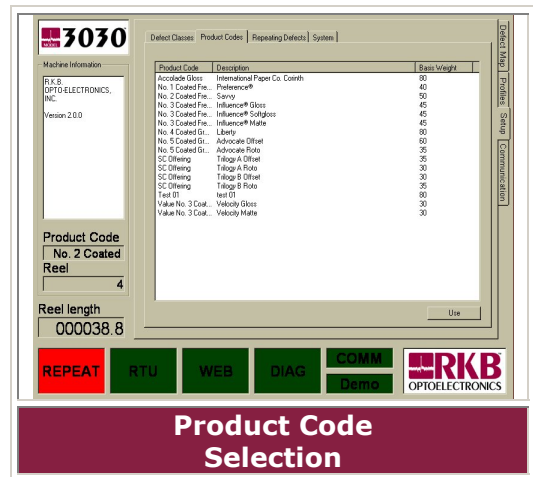 MODEL 3030
Defect Classes Product Codes Repeating Defects System
Defect Map Profiles Setup Communication
Machine Information
R.K.B.
OPTO-ELECTRONICS,
INC.
Version 2.0.0
Product Code Description Basis Weight
Accolade Gloss International Paper Co. Corinth 80
No. 1 Coated Fre... Preference® 40
No. 2 Coated Fre... Savvy 50
No. 3 Coated Fre... Influence® Gloss 45
No. 3 Coated Fre... Influence® Softgloss 45
No. 3 Coated Fre... Influence® Matte 45
No. 4 Coated Gr... Liberty 80
No. 5 Coated Gr... Advocate Offset 60
No. 5 Coated Gr... Advocate Roto 35
SC Offering Trilogy A Offset 35
SC Offering Trilogy A Roto 30
SC Offering Trilogy B Offset 30
SC Offering Trilogy B Roto 35
Test 01 test 01 80
Value No. 3 Coat... Velocity Gloss 30
Value No. 3 Coat... Velocity Matte 30
Product Code
No. 2 Coated
Reel
4
Reel length
000038.8
Use
REPEAT RTU WEB DIAG COMM
Demo
RKB
OPTOELECTRONICS
Product Code
Selection